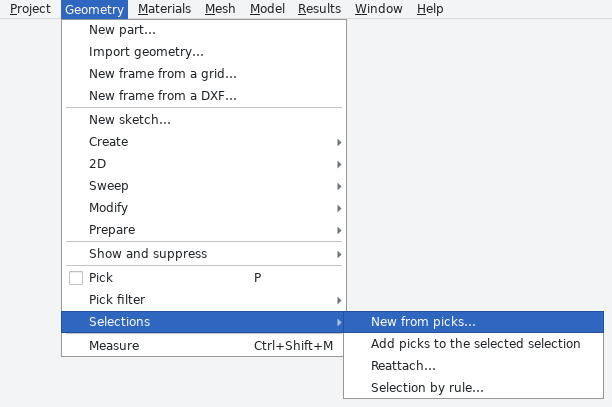 Project Geometry Materials Mesh Model Results Window Help
New part...
Import geometry...
New frame from a grid...
New frame from a DXF...
New sketch...
Create
2D
Sweep
Modify
Prepare
Show and suppress
Pick P
Pick filter
Selections
Measure Ctrl+Shift+M
New from picks...
Add picks to the selected selection
Reattach...
Selection by rule...